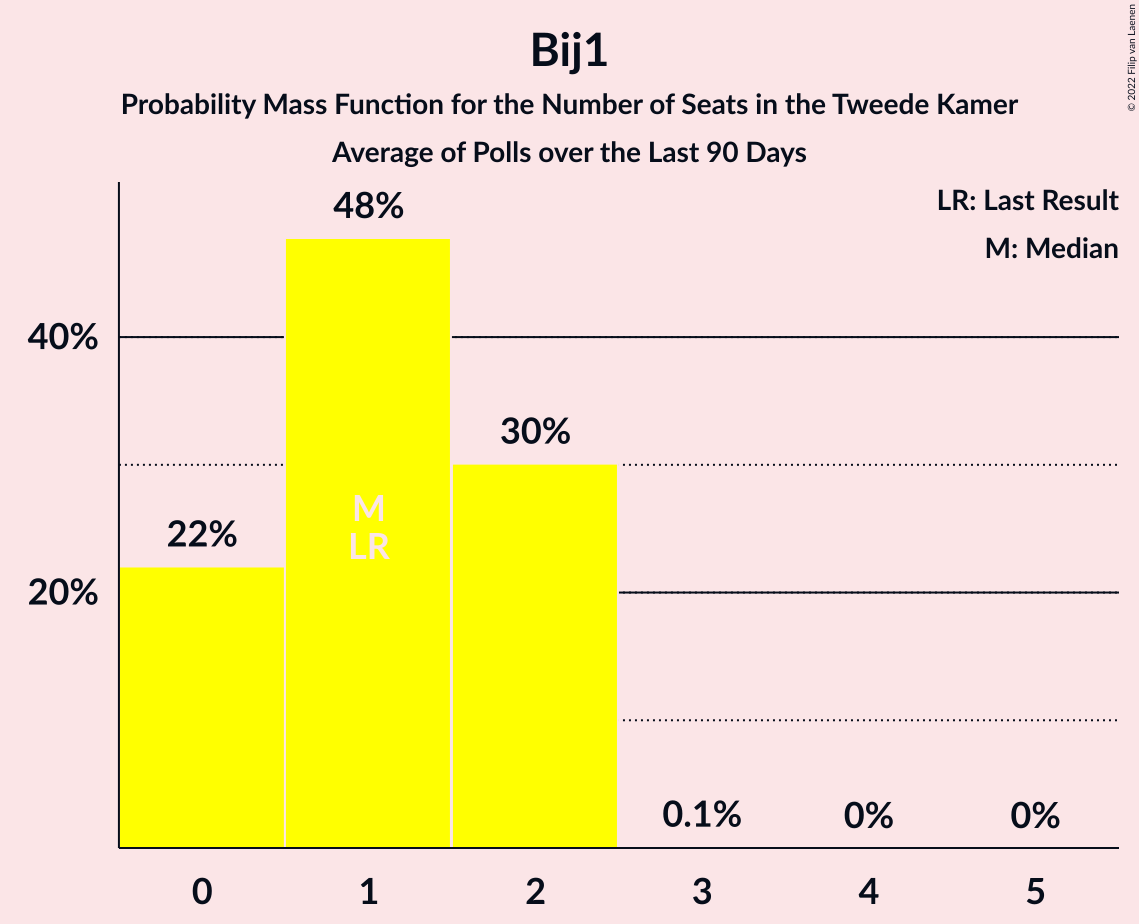 Bij1
Probability Mass Function for the Number of Seats in the Tweede Kamer
Average of Polls over the Last 90 Days
© 2022 Filip van Laenen
LR: Last Result
M: Median
48%
40%
30%
22%
M
LR
20%
0.1%
0%
0%
0 1 2 3 4 5